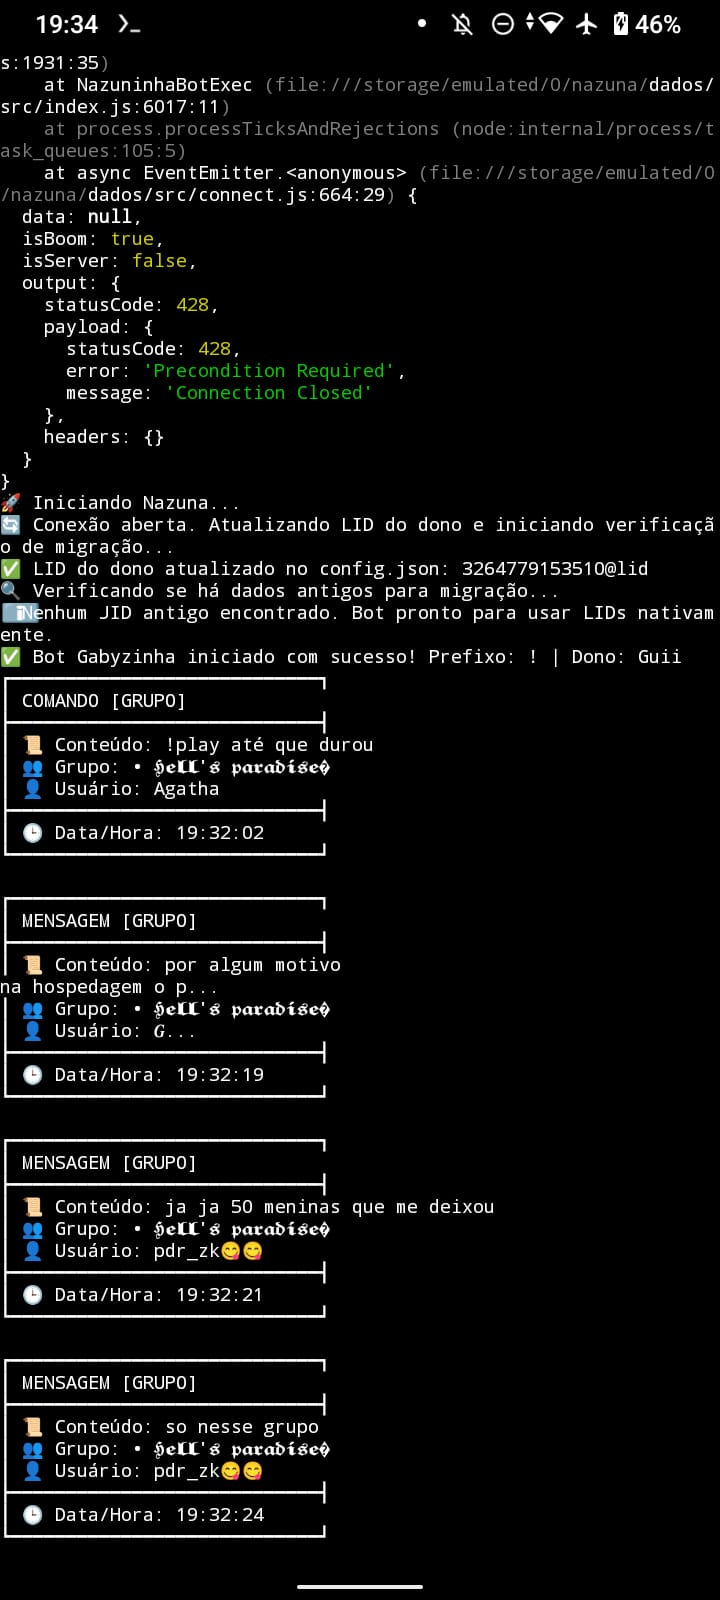 19:34 46%
s:1931:35)
at NazuninhaBotExec (file:///storage/emulated/0/nazuna/dados/
src/index.js:6017:11)
at process.processTicksAndRejections (node:internal/process/t
ask_queues:105:5)
at async EventEmitter.<anonymous> (file:///storage/emulated/0
/nazuna/dados/src/connect.js:664:29) {
data: null,
isBoom: true,
isServer: false,
output: {
statusCode: 428,
payload: {
statusCode: 428,
error: 'Precondition Required',
message: 'Connection Closed'
},
headers: {}
}
}
🚀 Iniciando Nazuna...
🔄 Conexão aberta. Atualizando LID do dono e iniciando verificaçã
o de migração...
✅ LID do dono atualizado no config.json: 3264779153510@lid
🔍 Verificando se há dados antigos para migração...
ℹ️ Nenhum JID antigo encontrado. Bot pronto para usar LIDs nativam
ente.
✅ Bot Gabyzinha iniciado com sucesso! Prefixo: ! | Dono: Guii
COMANDO [GRUPO]
📜 Conteúdo: !play até que durou
👥 Grupo: • 𝕳𝖊𝖑𝖑'𝖘 𝖕𝖆𝖗𝖆𝖉𝖎𝖘𝖊�
👤 Usuário: Agatha
🕒 Data/Hora: 19:32:02
MENSAGEM [GRUPO]
📜 Conteúdo: por algum motivo
na hospedagem o p...
👥 Grupo: • 𝕳𝖊𝖑𝖑'𝖘 𝖕𝖆𝖗𝖆𝖉𝖎𝖘𝖊�
👤 Usuário: 𝑮...
🕒 Data/Hora: 19:32:19
MENSAGEM [GRUPO]
📜 Conteúdo: ja ja 50 meninas que me deixou
👥 Grupo: • 𝕳𝖊𝖑𝖑'𝖘 𝖕𝖆𝖗𝖆𝖉𝖎𝖘𝖊�
👤 Usuário: pdr_zk😋😋
🕒 Data/Hora: 19:32:21
MENSAGEM [GRUPO]
📜 Conteúdo: so nesse grupo
👥 Grupo: • 𝕳𝖊𝖑𝖑'𝖘 𝖕𝖆𝖗𝖆𝖉𝖎𝖘𝖊�
👤 Usuário: pdr_zk😋😋
🕒 Data/Hora: 19:32:24